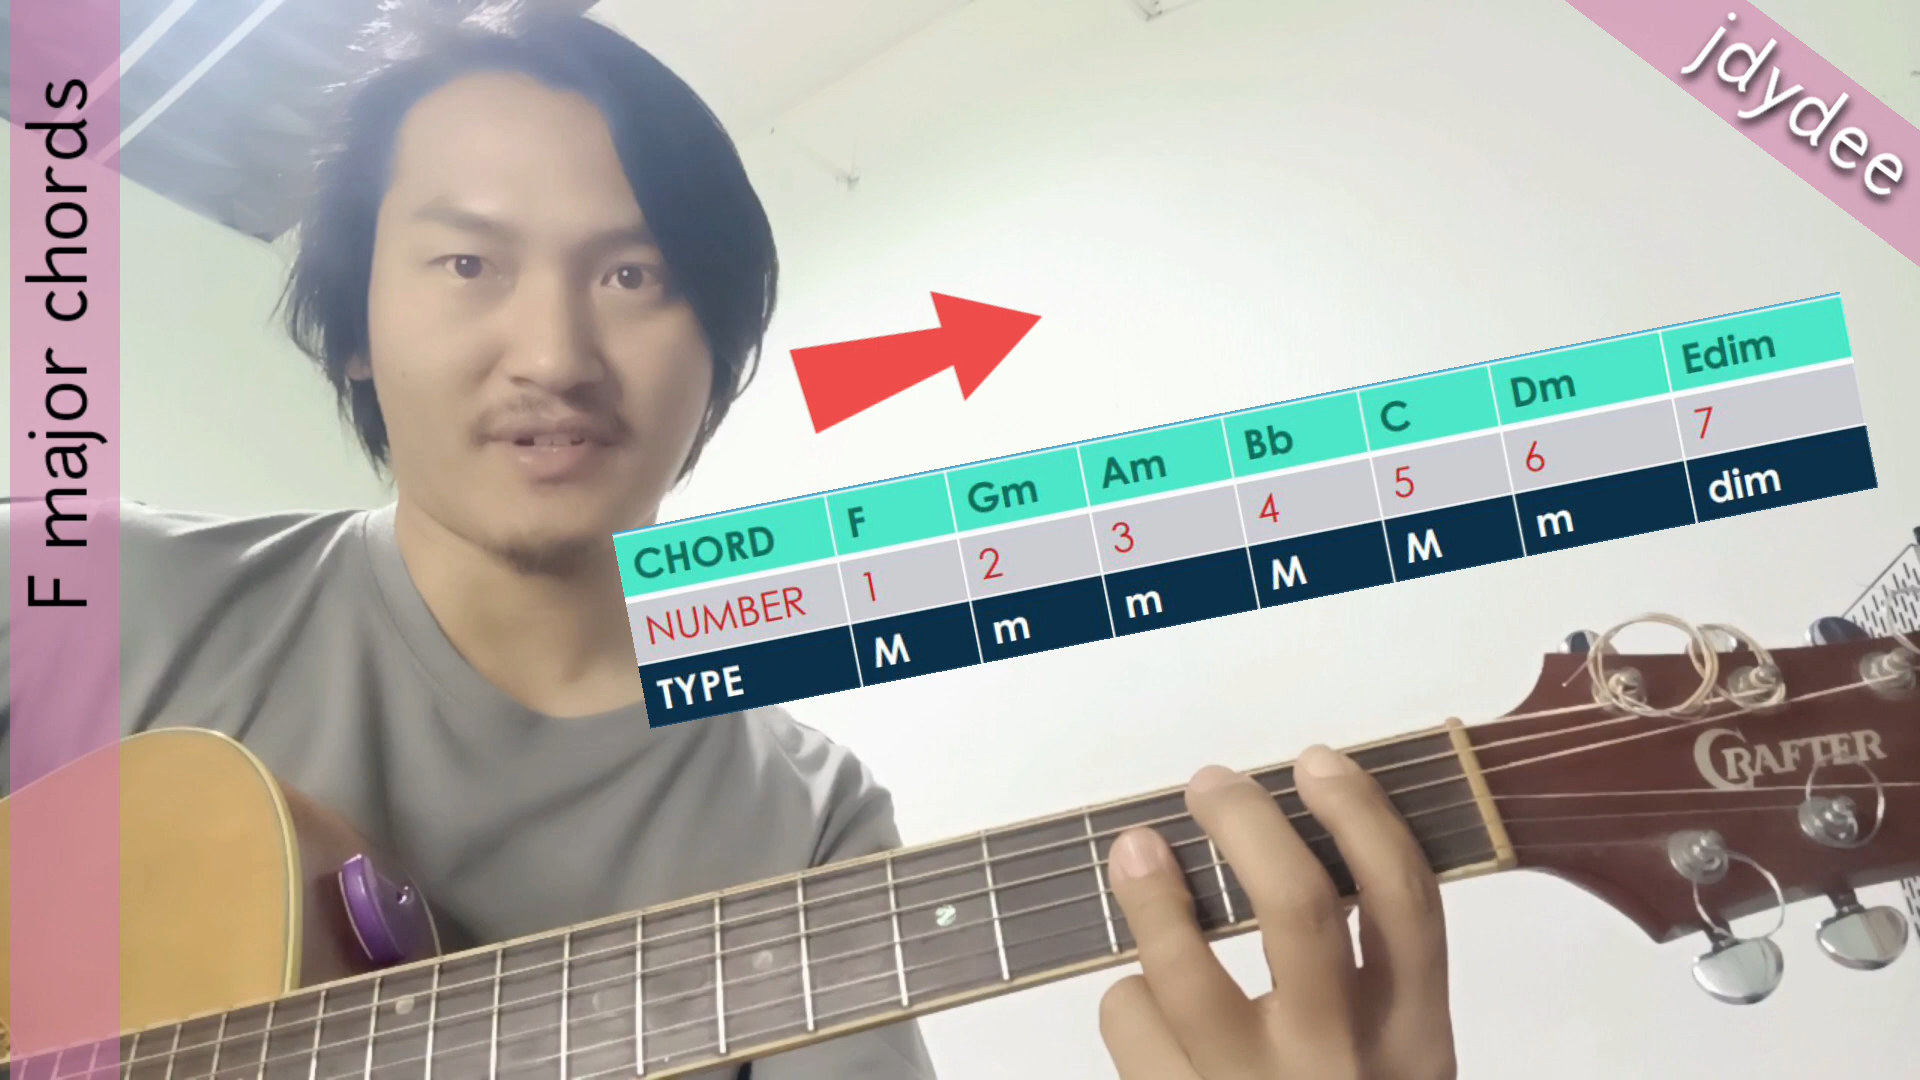 F major chords
jdydee
CHORD F Gm Am Bb C Dm Edim
NUMBER 1 2 3 4 5 6 7
TYPE M m m M M m dim
CRAFTER